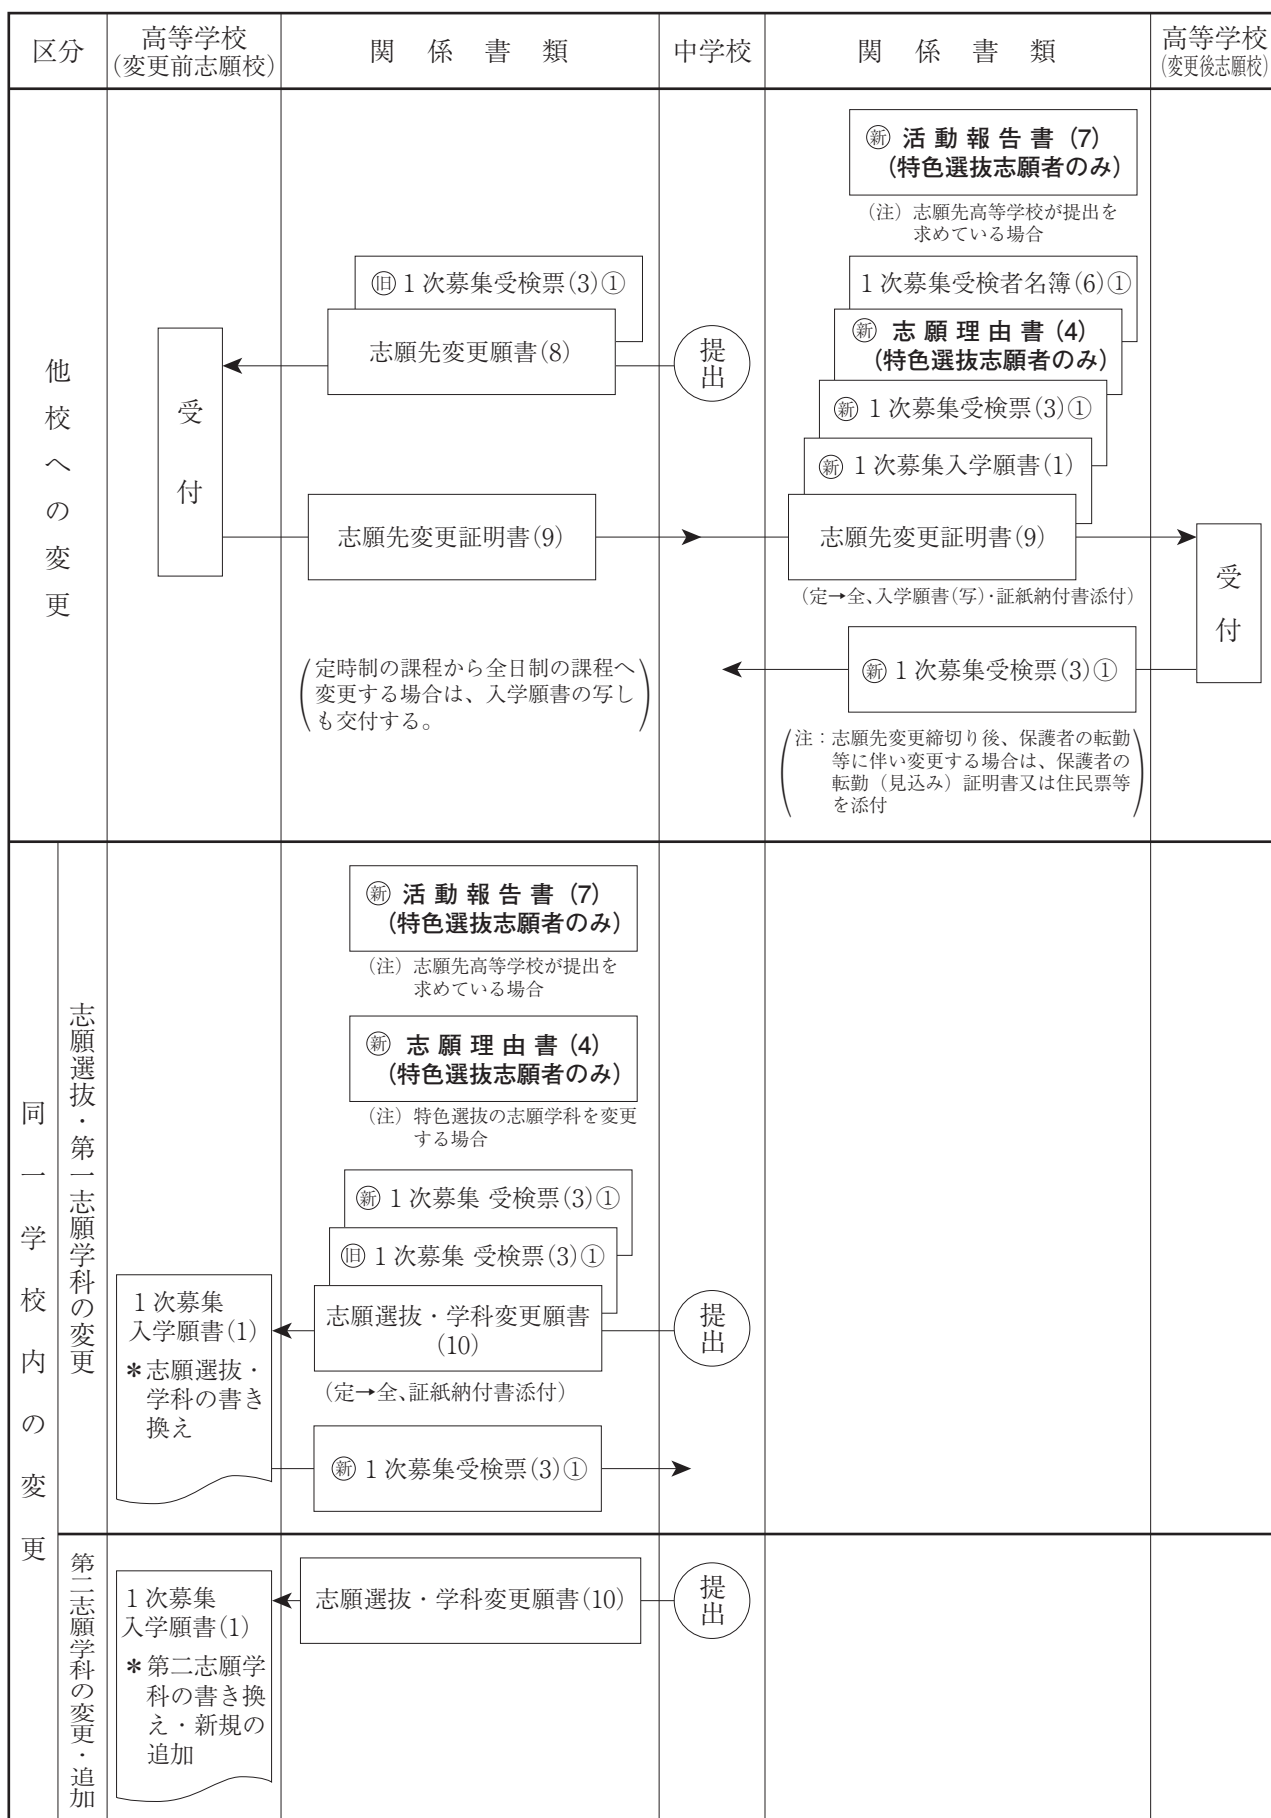 区分
高等学校
(変更前志願校)
関係書類
中学校
関係書類
高等学校
(変更後志願校)
他校への変更
受付
㊐1次募集受検票(3)①
志願先変更願書(8)
提出
志願先変更証明書(9)
(定時制の課程から全日制の課程へ
変更する場合は、入学願書の写し
も交付する。)
新 活動報告書(7)
(特色選抜志願者のみ)
(注)志願先高等学校が提出を
求めている場合
1次募集受検者名簿(6)①
新 志願理由書(4)
(特色選抜志願者のみ)
新 1次募集受検票(3)①
新 1次募集入学願書(1)
志願先変更証明書(9)
(定→全、入学願書(写)・証紙納付書添付)
新 1次募集受検票(3)①
(注:志願先変更締切り後、保護者の転勤
等に伴い変更する場合は、保護者の
転勤(見込み)証明書又は住民票等
を添付)
受付
同一学校内の変更
志願選抜・第一志願学科の変更
新 活動報告書(7)
(特色選抜志願者のみ)
(注)志願先高等学校が提出を
求めている場合
新 志願理由書(4)
(特色選抜志願者のみ)
(注)特色選抜の志願学科を変更
する場合
新 1次募集 受検票(3)①
旧 1次募集 受検票(3)①
志願選抜・学科変更願書
(10)
(定→全、証紙納付書添付)
提出
1次募集
入学願書(1)
*志願選抜・
学科の書き
換え
新 1次募集受検票(3)①
第二志願学科の変更・追加
1次募集
入学願書(1)
*第二志願学
科の書き換
え・新規の
追加
志願選抜・学科変更願書(10)
提出